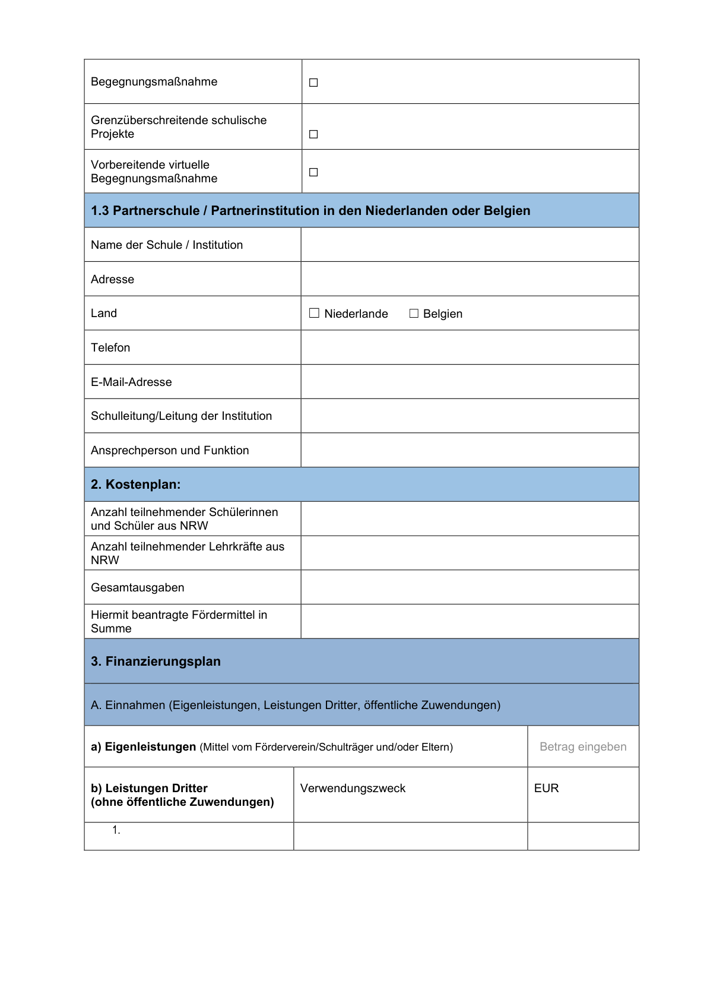 Begegnungsmaßnahme
☐
Grenzüberschreitende schulische
Projekte
☐
Vorbereitende virtuelle
Begegnungsmaßnahme
☐
1.3 Partnerschule / Partnerinstitution in den Niederlanden oder Belgien
Name der Schule / Institution
Adresse
Land
☐ Niederlande ☐ Belgien
Telefon
E-Mail-Adresse
Schulleitung/Leitung der Institution
Ansprechperson und Funktion
2. Kostenplan:
Anzahl teilnehmender Schülerinnen
und Schüler aus NRW
Anzahl teilnehmender Lehrkräfte aus
NRW
Gesamtausgaben
Hiermit beantragte Fördermittel in
Summe
3. Finanzierungsplan
A. Einnahmen (Eigenleistungen, Leistungen Dritter, öffentliche Zuwendungen)
a) Eigenleistungen (Mittel vom Förderverein/Schulträger und/oder Eltern)
Betrag eingeben
b) Leistungen Dritter
(ohne öffentliche Zuwendungen)
Verwendungszweck
EUR
1.